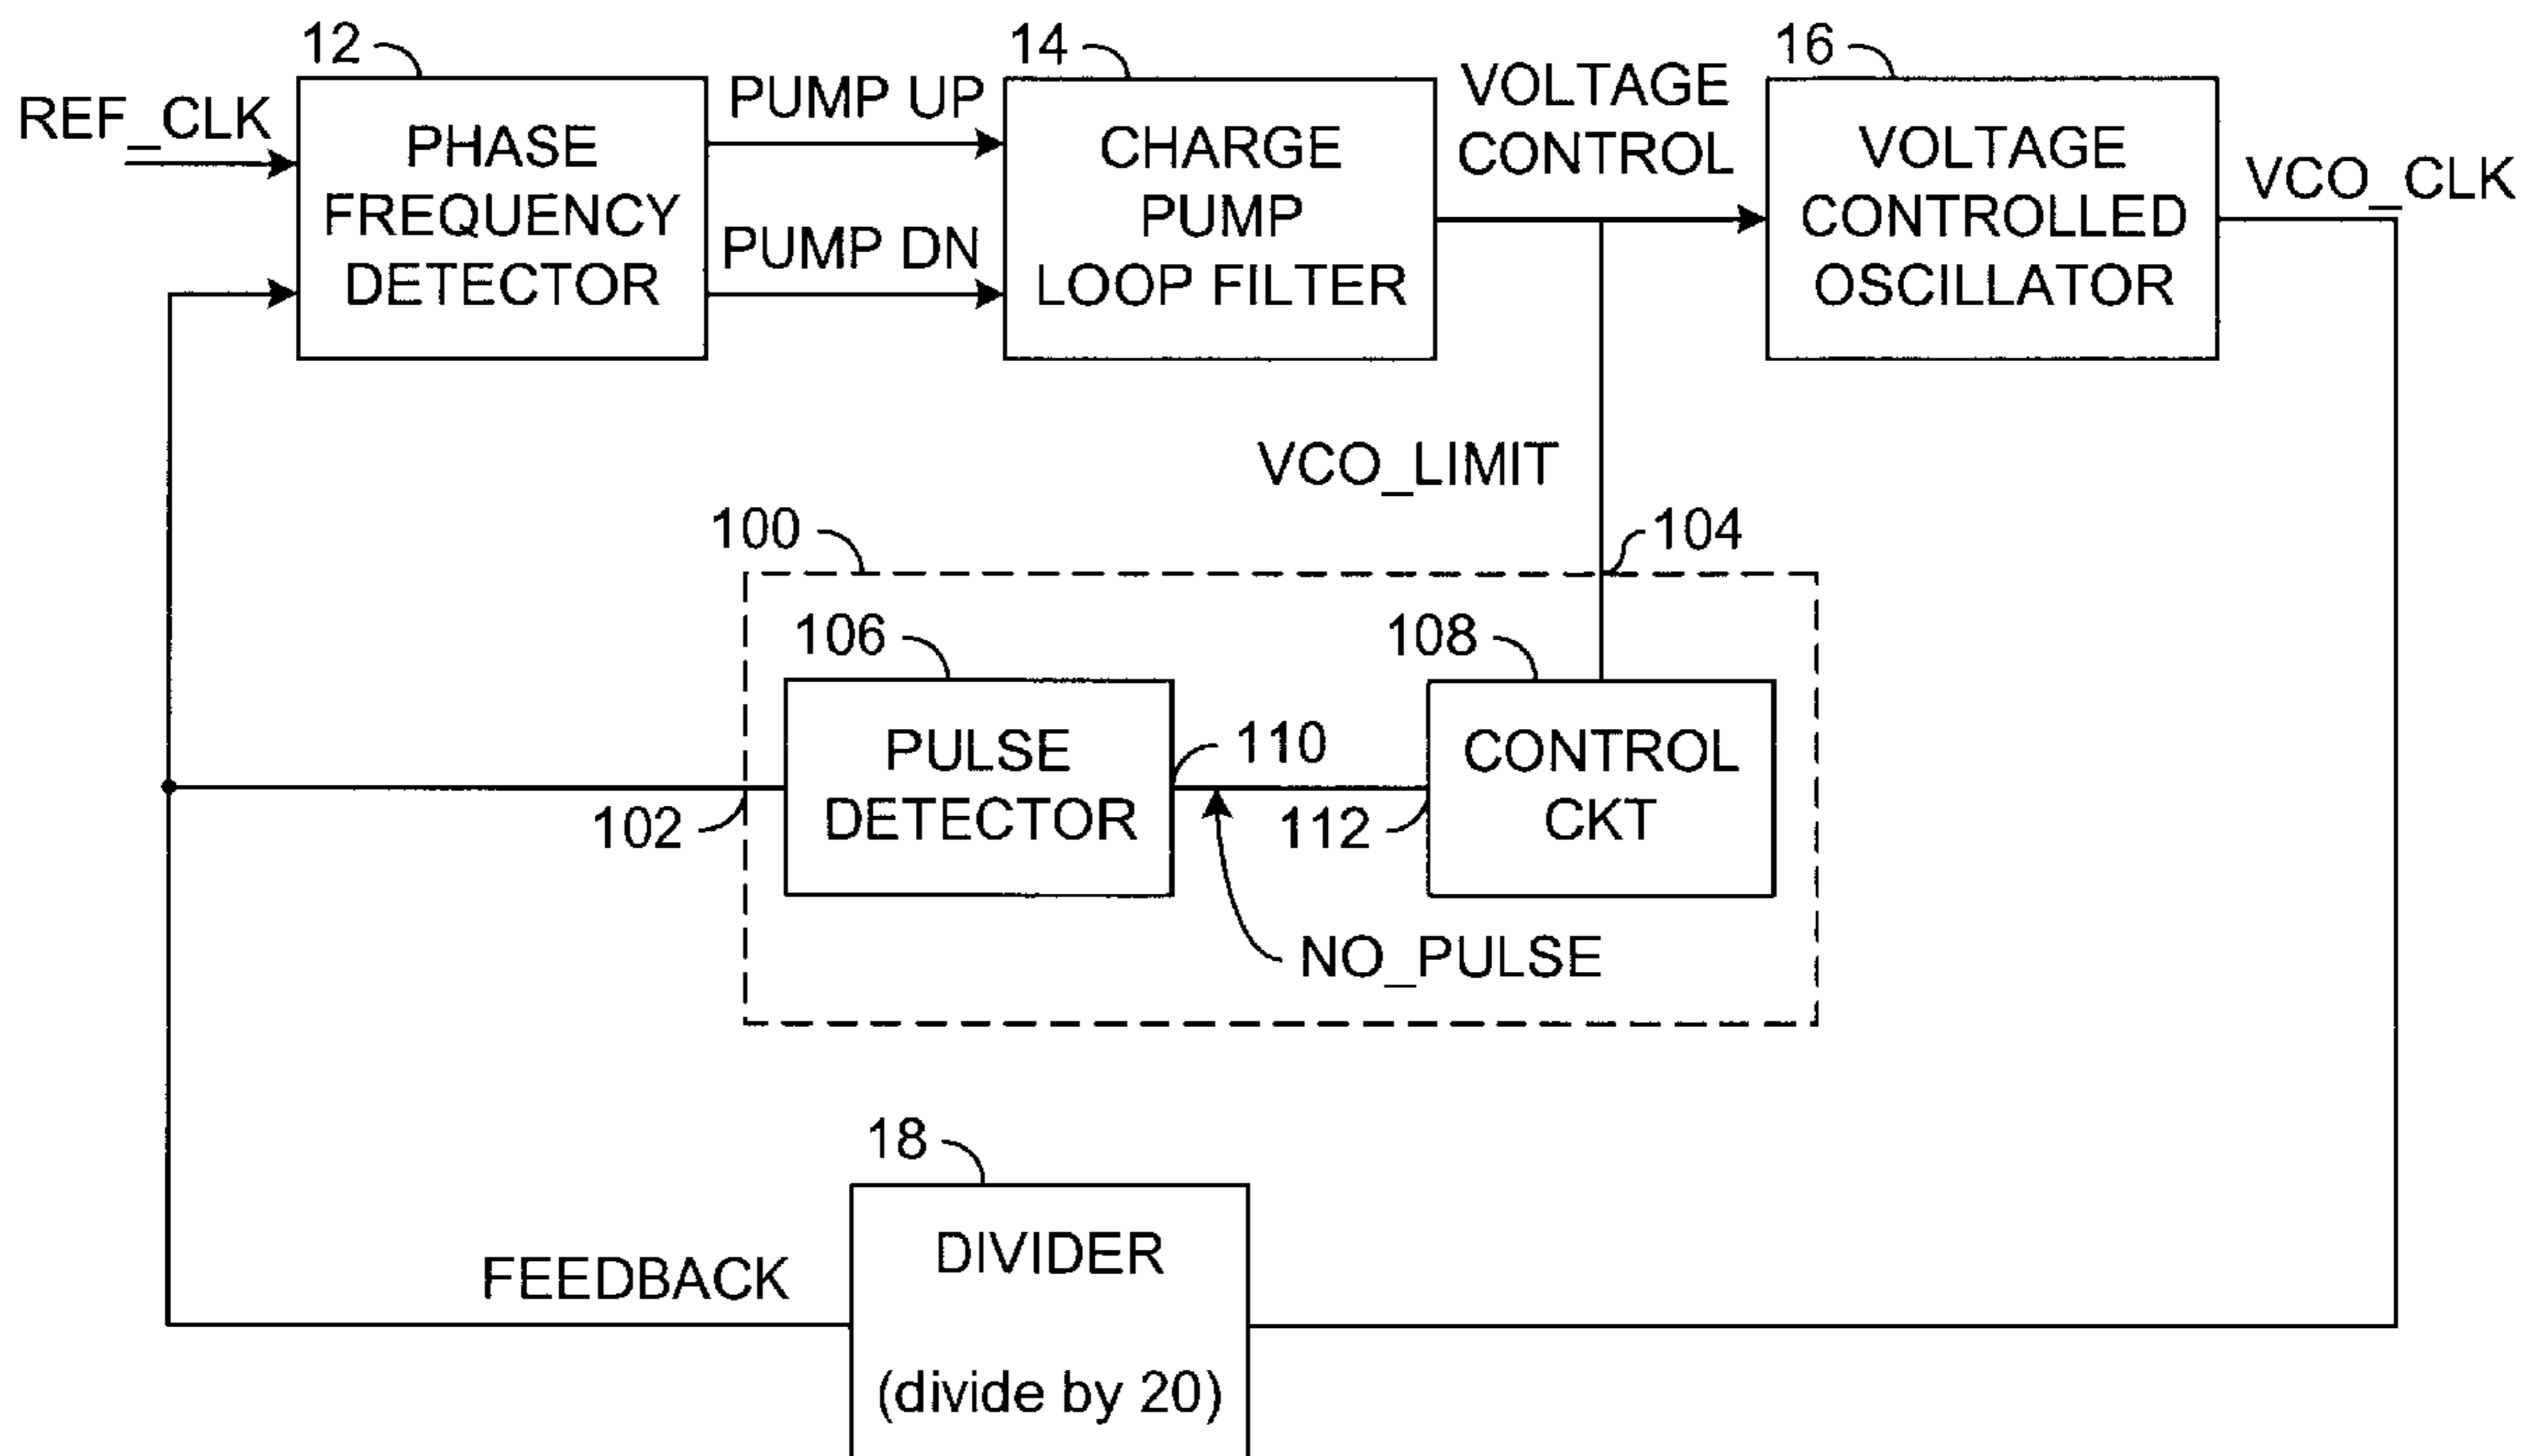 12
14
16
REF_CLK
PHASE
FREQUENCY
DETECTOR
PUMP UP
PUMP DN
CHARGE
PUMP
LOOP FILTER
VOLTAGE
CONTROL
VOLTAGE
CONTROLLED
OSCILLATOR
VCO_CLK
VCO_LIMIT
100
104
106
108
PULSE
DETECTOR
110
CONTROL
CKT
102
112
NO_PULSE
18
DIVIDER
(divide by 20)
FEEDBACK